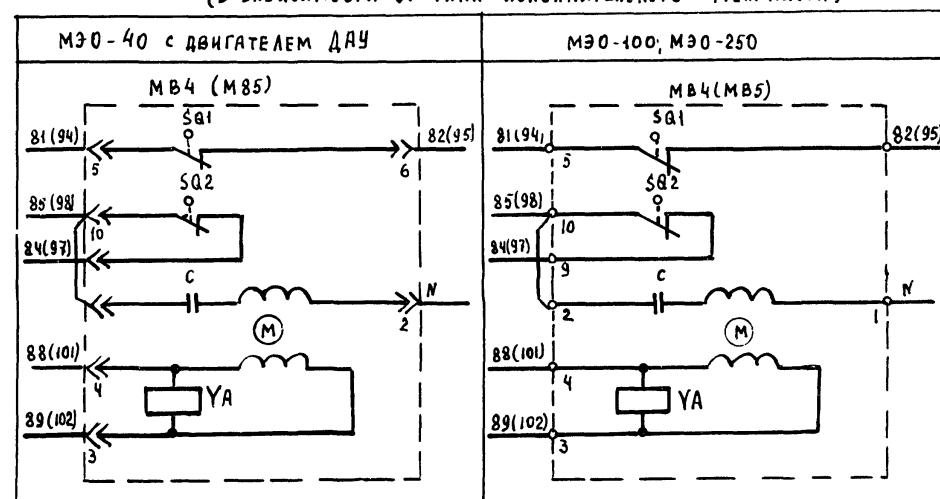 МЭО-40 с ДВИГАТЕЛЕМ ДАУ
МЭО-100; МЭО-250
МВ4 (М85)
SQ1
81(94)
5
82(95)
6
SQ2
85(98)
10
84(97)
C
N
2
M
88(101)
4
YA
89(102)
3
МВ4(МВ5)
SQ1
81(94)
5
82(95)
SQ2
85(98)
10
84(97)
9
C
N
2
1
M
88(101)
4
YA
89(102)
3